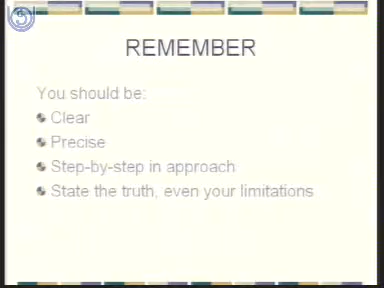 REMEMBER
You should be:
Clear
Precise
Step-by-step in approach
State the truth, even your limitations